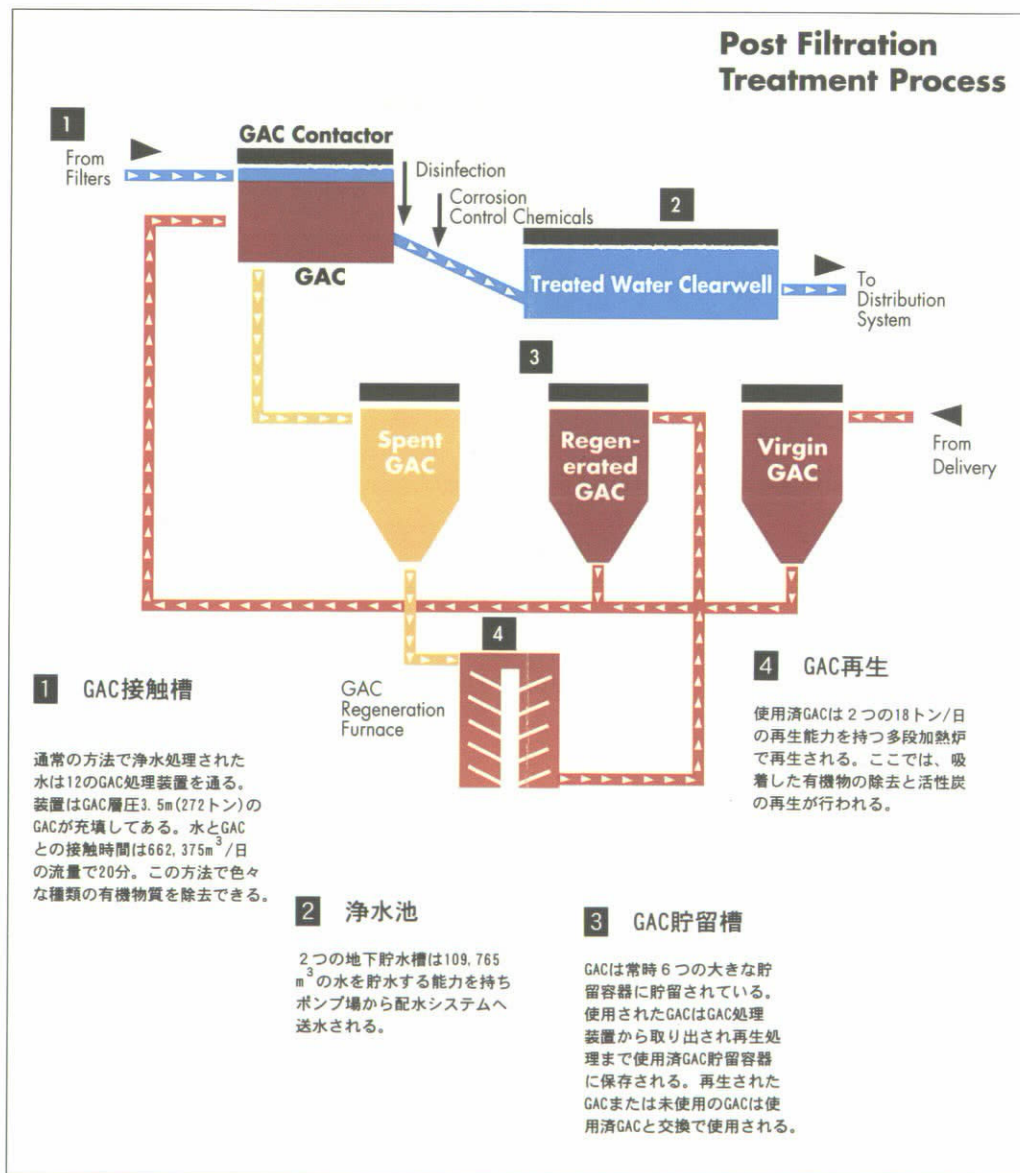 Post Filtration
Treatment Process
1
From
Filters
GAC Contactor
Disinfection
Corrosion
Control Chemicals
GAC
2
Treated Water Clearwell
To
Distribution
System
3
Spent
GAC
Regen-
erated
GAC
Virgin
GAC
From
Delivery
4
GAC
Regeneration
Furnace
1 GAC接触槽
通常の方法で浄水処理された
水は12のGAC処理装置を通る。
装置はGAC層圧3.5m(272トン)の
GACが充填してある。水とGAC
との接触時間は662,375m³/日
の流量で20分。この方法で色々
な種類の有機物質を除去できる。
4 GAC再生
使用済GACは2つの18トン/日
の再生能力を持つ多段加熱炉
で再生される。ここでは、吸
着した有機物の除去と活性炭
の再生が行われる。
2 浄水池
2つの地下貯水槽は109,765
m³の水を貯水する能力を持ち
ポンプ場から配水システムへ
送水される。
3 GAC貯留槽
GACは常時6つの大きな貯
留容器に貯留されている。
使用されたGACはGAC処理
装置から取り出され再生処
理まで使用済GAC貯留容器
に保存される。再生された
GACまたは未使用のGACは使
用済GACと交換で使用される。